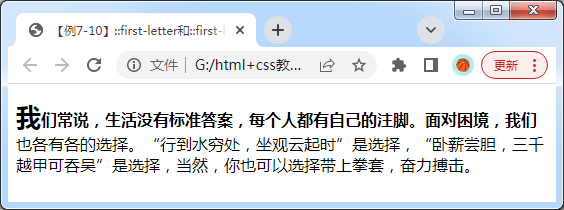 【例7-10】::first-letter和::first-l
文件 G:/html+css教...
更新
我们常说，生活没有标准答案，每个人都有自己的注脚。面对困境，我们
也各有各的选择。“行到水穷处，坐观云起时”是选择，“卧薪尝胆，三千
越甲可吞吴”是选择，当然，你也可以选择带上拳套，奋力搏击。